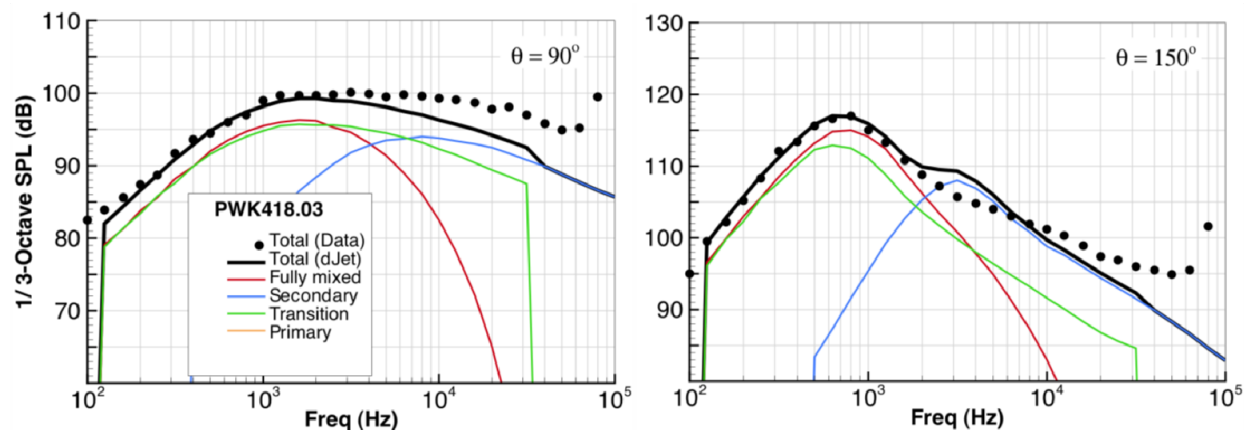 110
100
90
80
70
1/ 3-Octave SPL (dB)
θ = 90°
PWK418.03
Total (Data)
Total (dJet)
Fully mixed
Secondary
Transition
Primary
10² 10³ 10⁴ 10⁵
Freq (Hz)
130
120
110
100
90
θ = 150°
10² 10³ 10⁴ 10⁵
Freq (Hz)